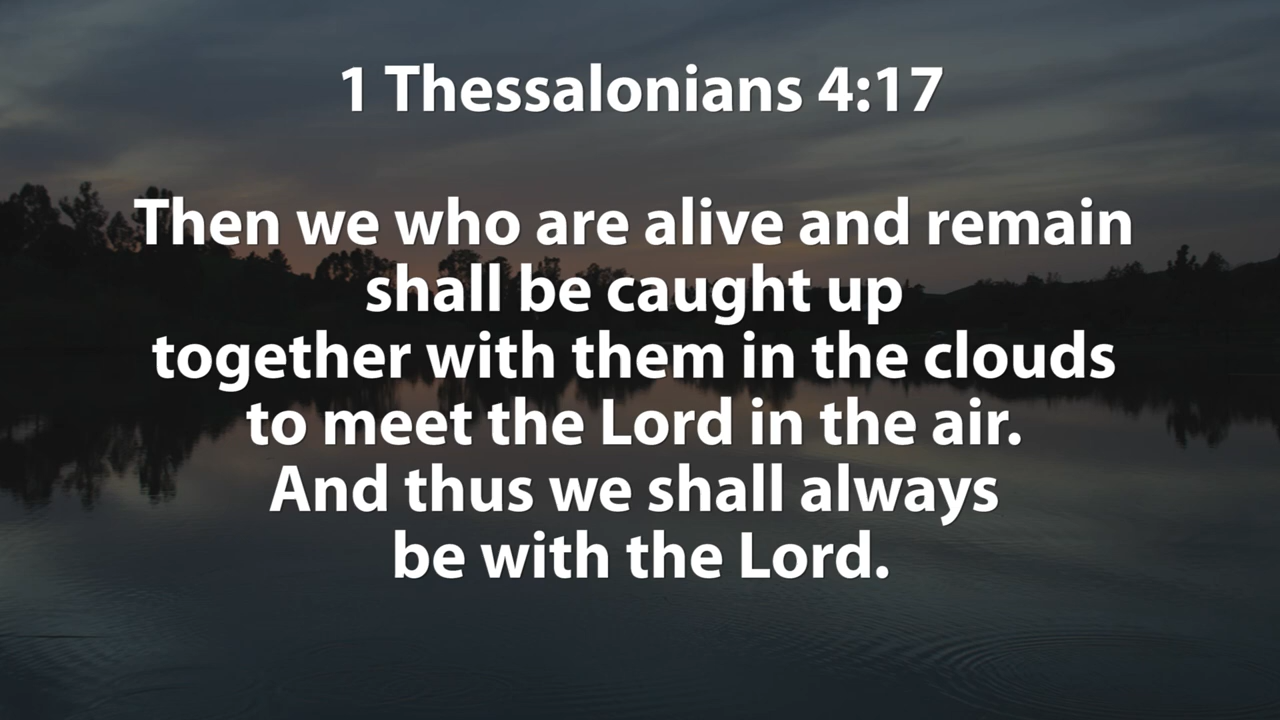 1 Thessalonians 4:17
Then we who are alive and remain
shall be caught up
together with them in the clouds
to meet the Lord in the air.
And thus we shall always
be with the Lord.